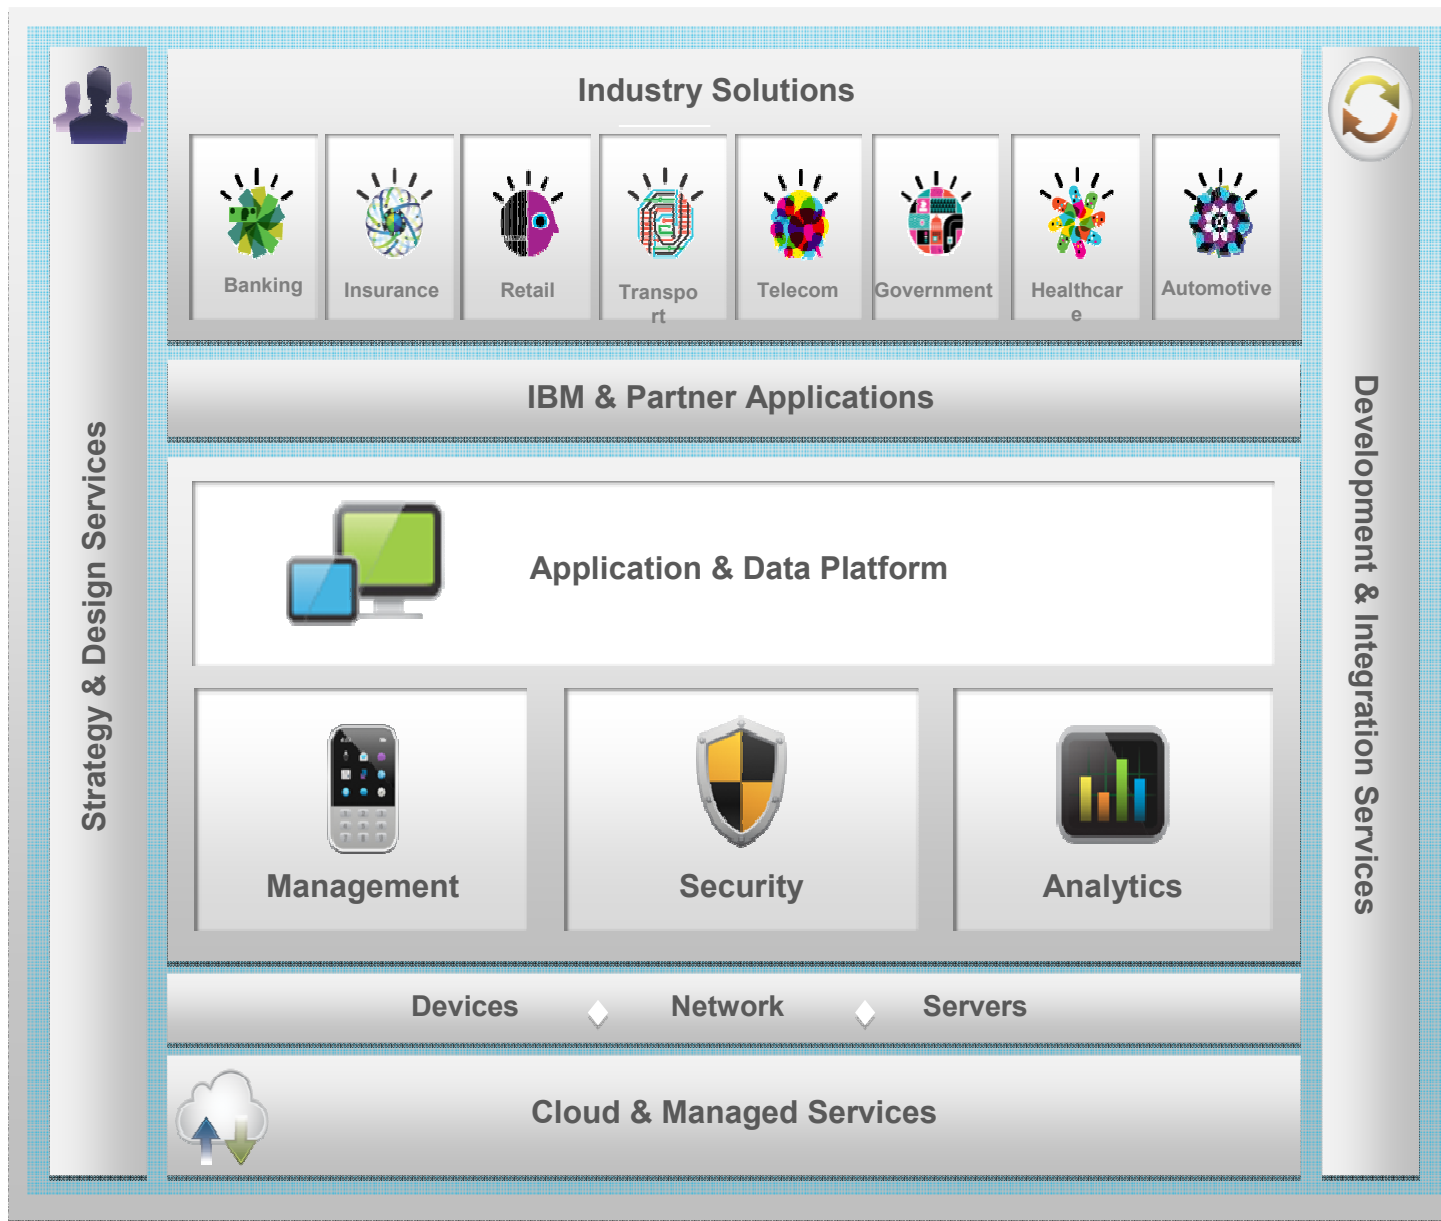 Industry Solutions
Banking
Insurance
Retail
Transpo
rt
Telecom
Government
Healthcar
e
Automotive
IBM & Partner Applications
Strategy & Design Services
Development & Integration Services
Application & Data Platform
Management
Security
Analytics
Devices
Network
Servers
Cloud & Managed Services